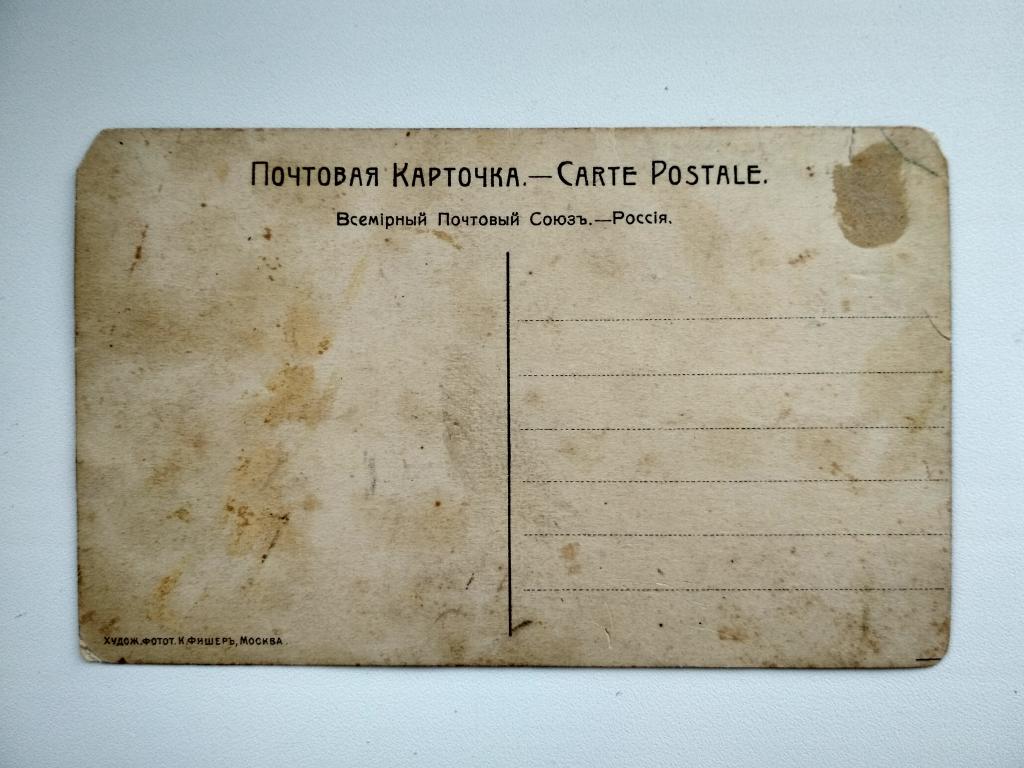 Почтовая Карточка.—Carte Postale.
Всемірный Почтовый Союзъ.—Россія.
Худож.фотот.К.Фишеръ, Москва.